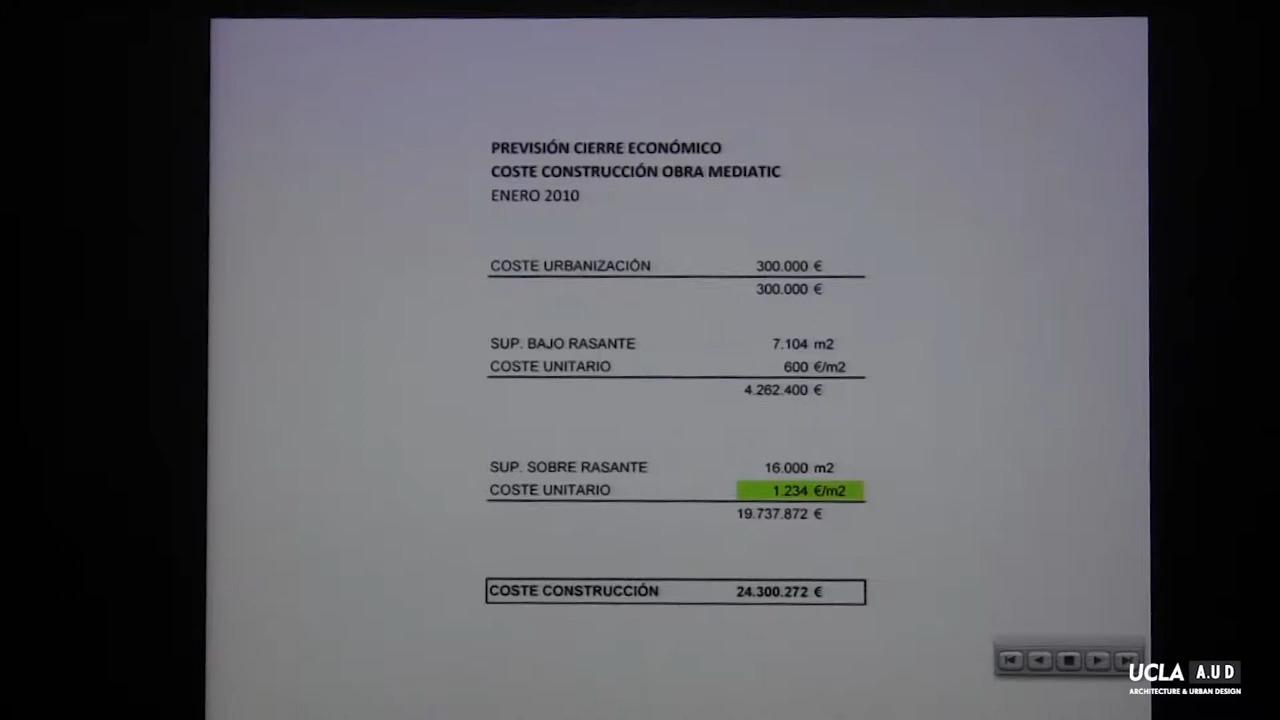 PREVISIÓN CIERRE ECONÓMICO
COSTE CONSTRUCCIÓN OBRA MEDIATIC
ENERO 2010
COSTE URBANIZACIÓN 300.000 €
300.000 €
SUP. BAJO RASANTE 7.104 m2
COSTE UNITARIO 600 €/m2
4.262.400 €
SUP. SOBRE RASANTE 16.000 m2
COSTE UNITARIO 1.234 €/m2
19.737.872 €
COSTE CONSTRUCCIÓN 24.300.272 €
UCLA A.U D
ARCHITECTURE & URBAN DESIGN